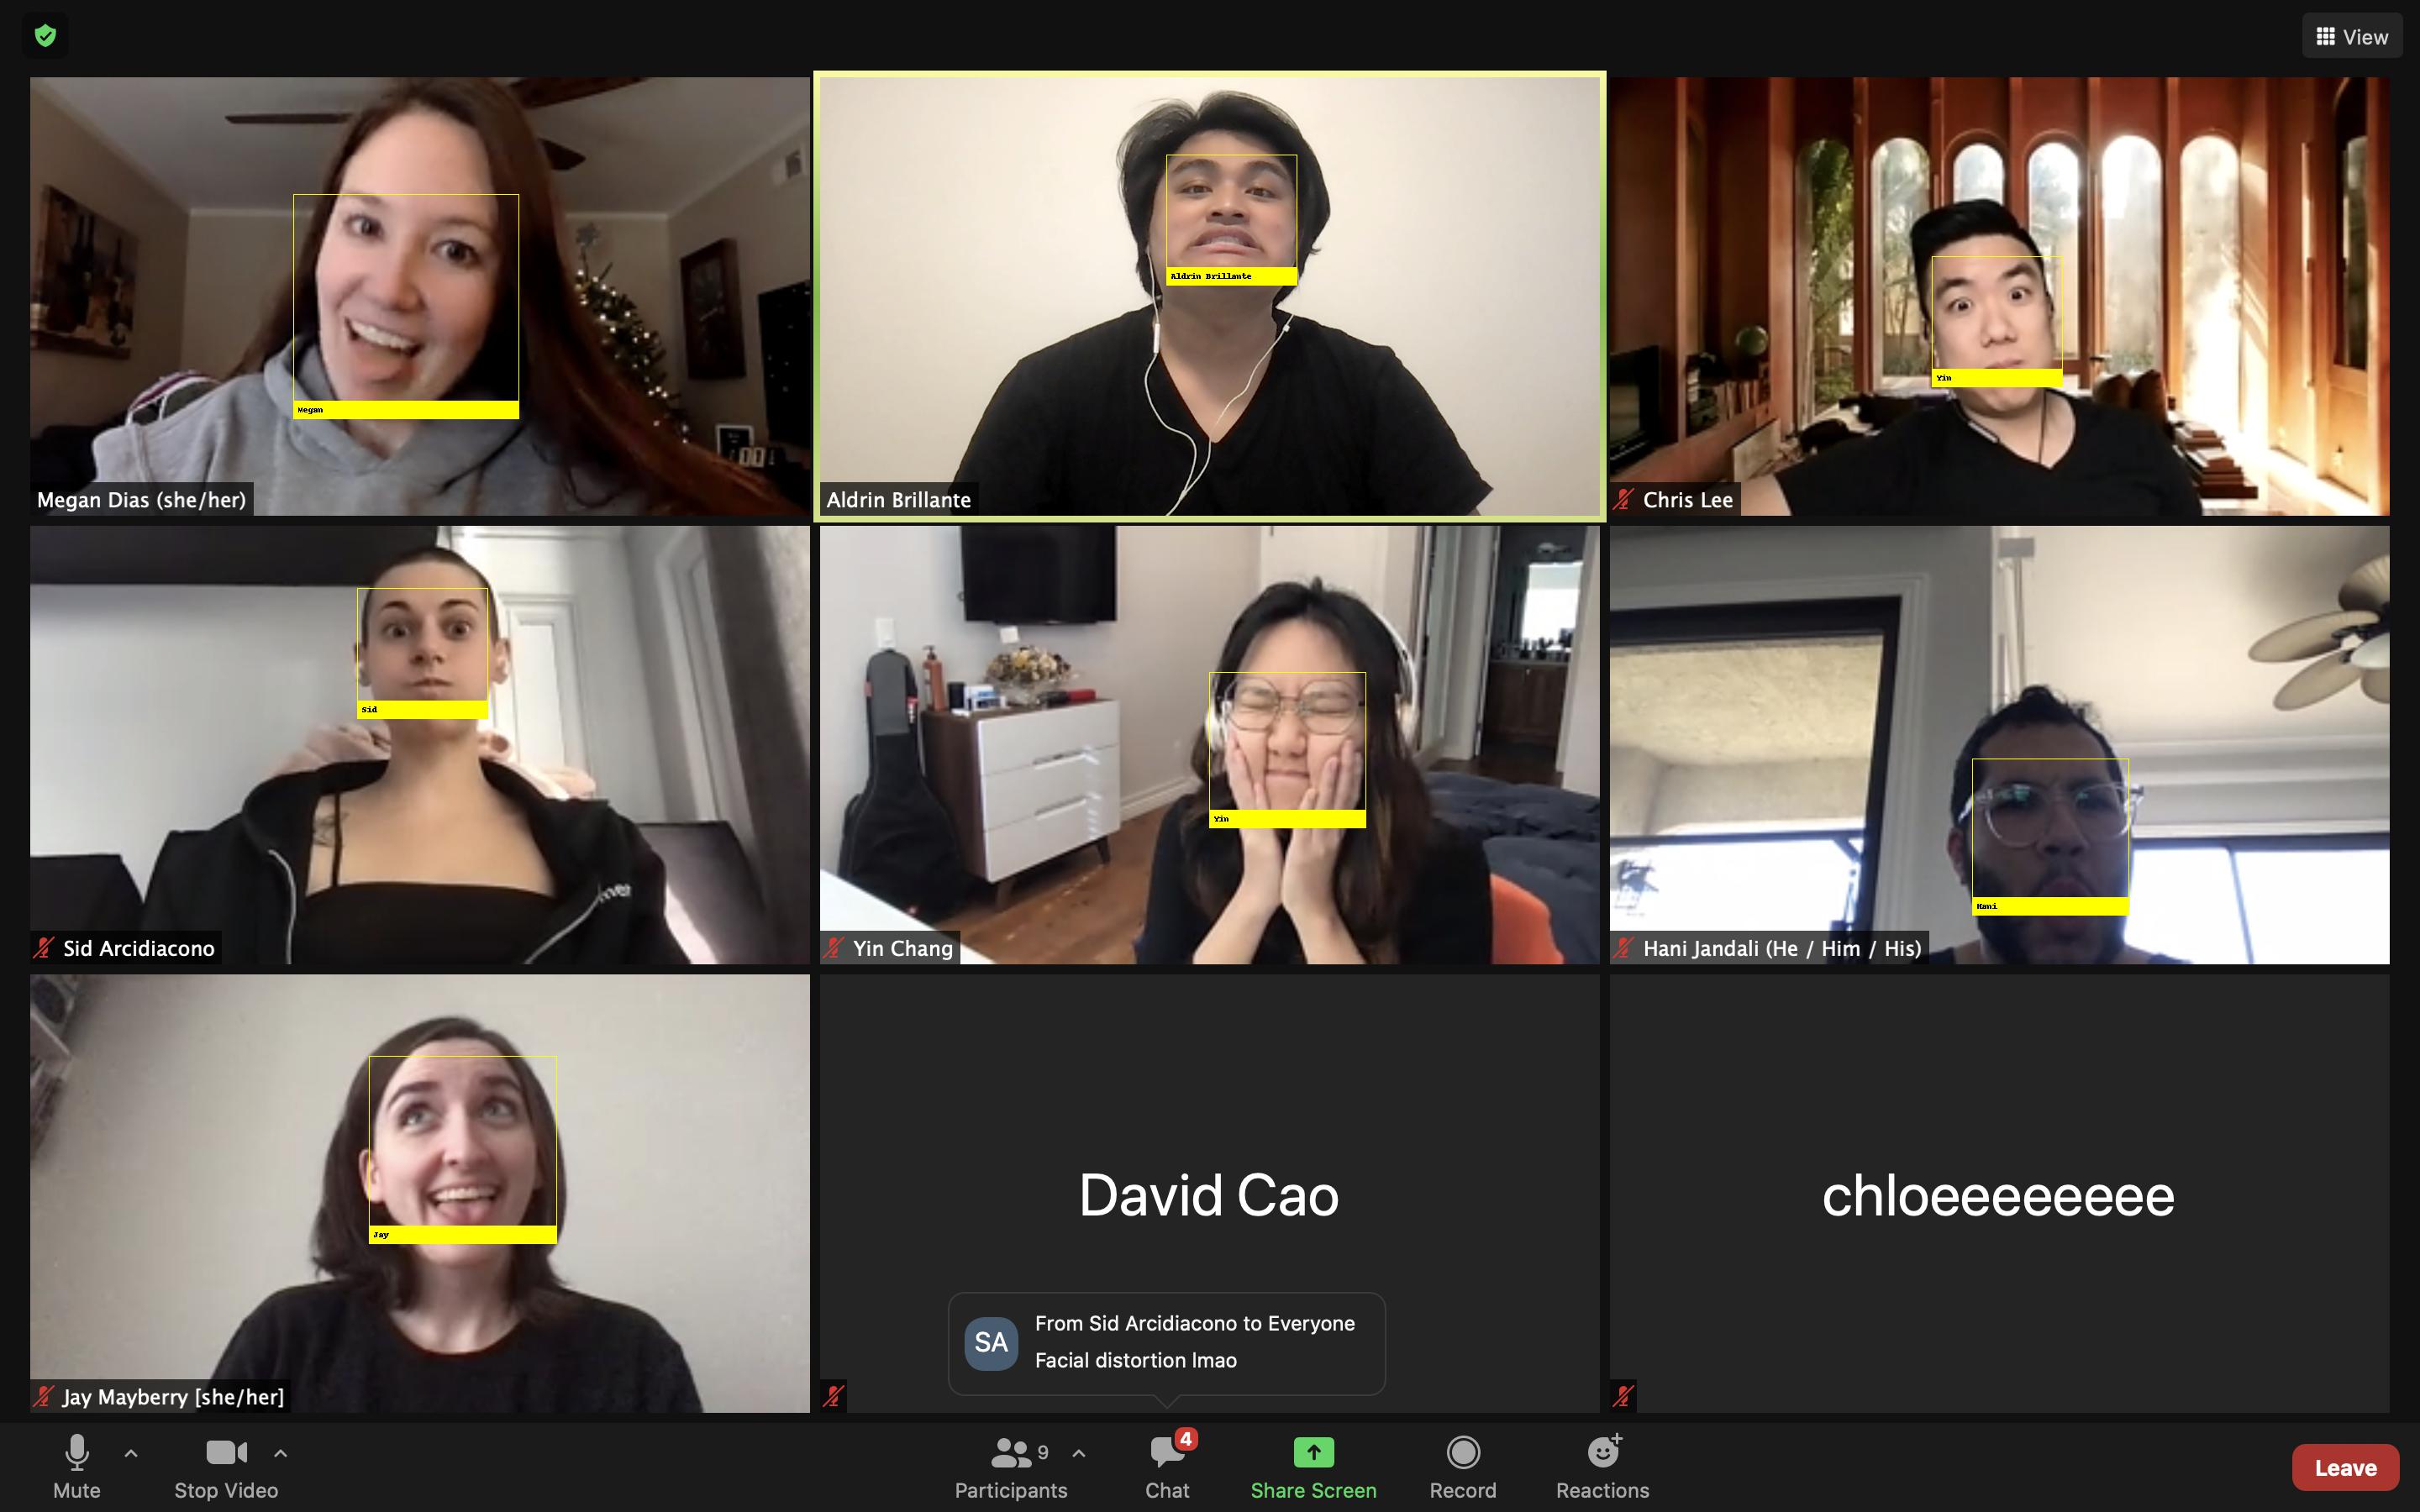 View
Megan
Aldrin Brillante
Yin
Megan Dias (she/her)
Aldrin Brillante
Chris Lee
Sid
Yin
Hani
Sid Arcidiacono
Yin Chang
Hani Jandali (He / Him / His)
Jay
David Cao
chloeeeeeeeee
From Sid Arcidiacono to Everyone
SA
Facial distortion lmao
Jay Mayberry [she/her]
9
4
Mute
Stop Video
Participants
Chat
Share Screen
Record
Reactions
Leave